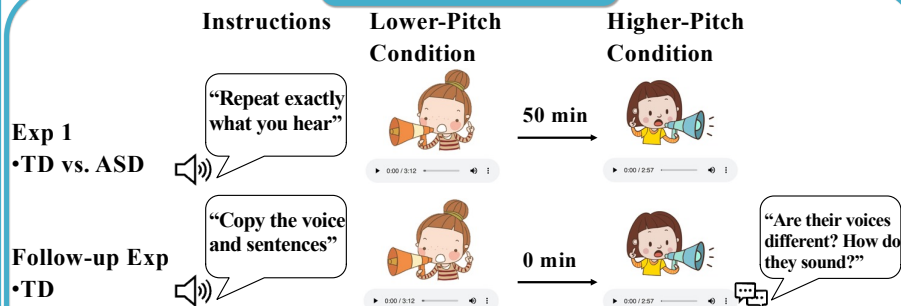 Instructions
Lower-Pitch
Condition
Higher-Pitch
Condition
Exp 1
•TD vs. ASD
“Repeat exactly
what you hear”
0:00 / 3:12
50 min
0:00 / 2:57
Follow-up Exp
•TD
“Copy the voice
and sentences”
0:00 / 3:12
0 min
0:00 / 2:57
“Are their voices
different? How do
they sound?”